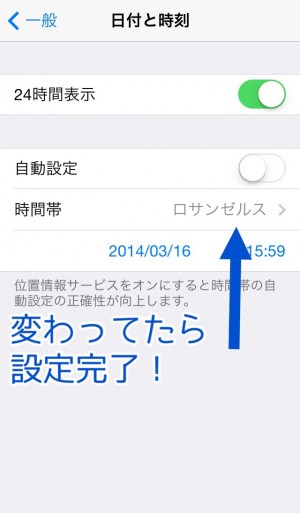 一般
日付と時刻
24時間表示
自動設定
時間帯 ロサンゼルス
2014/03/16 15:59
位置情報サービスをオンにすると時間帯の自
動設定の正確性が向上します。
変わってたら
設定完了！